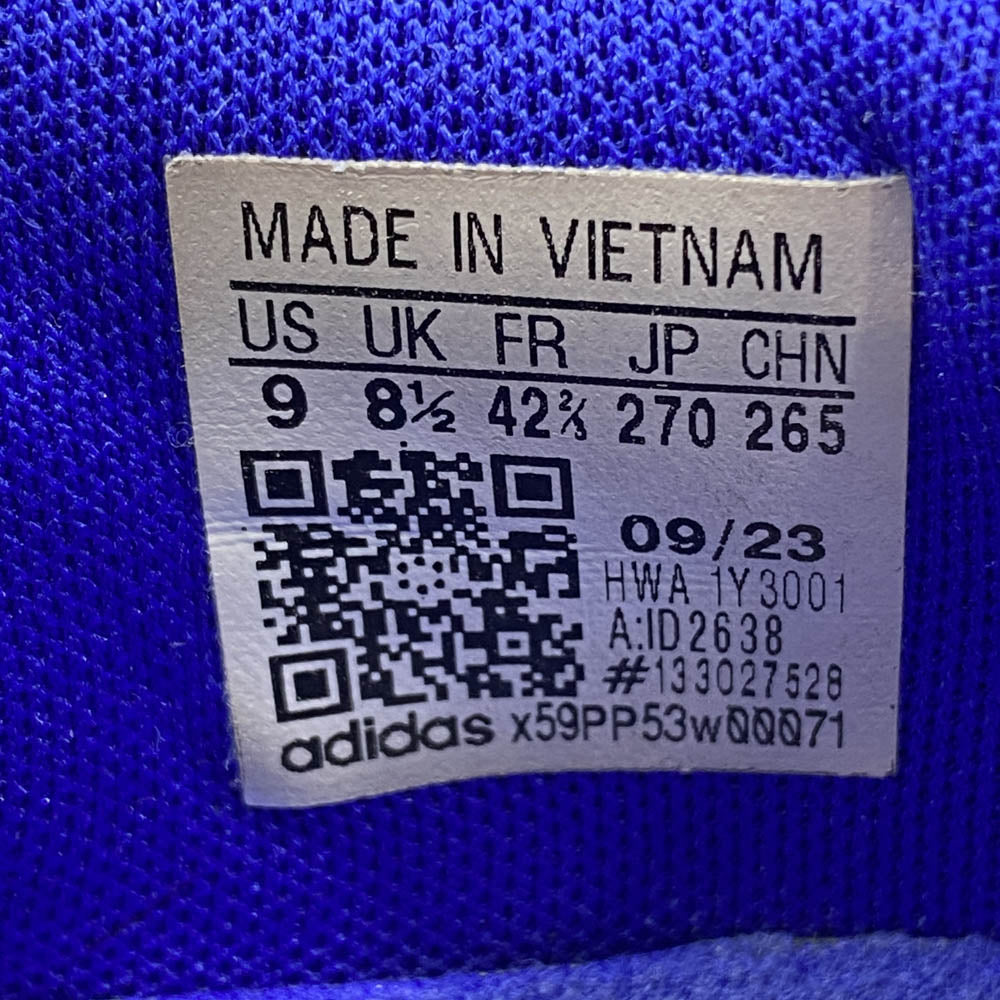 MADE IN VIETNAM
US UK FR JP CHN
9 8½ 42⅔ 270 265
09/23
HWA 1Y3001
A:ID2638
#133027528
adidas x59PP53w00071